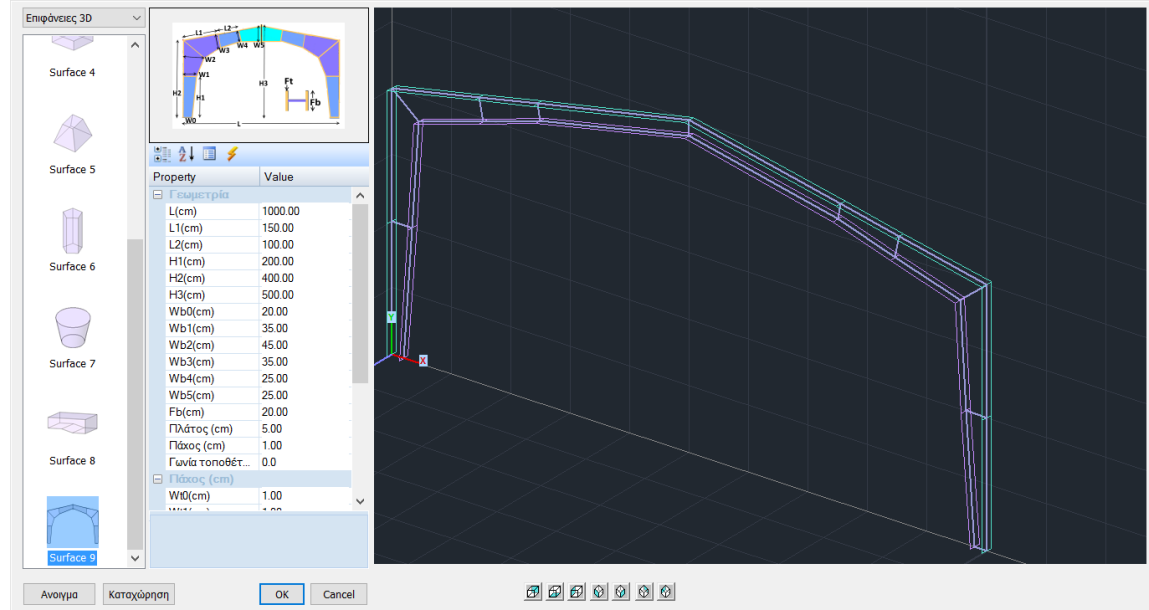 Επιφάνειες 3D
Surface 4
Surface 5
Surface 6
Surface 7
Surface 8
Surface 9
L1
L2
W3
W4
W5
W2
W1
H2
H1
H3
Ft
Fb
W0
L
Property Value
Γεωμετρία
L(cm) 1000.00
L1(cm) 150.00
L2(cm) 100.00
H1(cm) 200.00
H2(cm) 400.00
H3(cm) 500.00
Wb0(cm) 20.00
Wb1(cm) 35.00
Wb2(cm) 45.00
Wb3(cm) 35.00
Wb4(cm) 25.00
Wb5(cm) 25.00
Fb(cm) 20.00
Πλάτος (cm) 5.00
Πάχος (cm) 1.00
Γωνία τοποθέτ... 0.0
Πάχος (cm)
Wt0(cm) 1.00
Y
X
Ανοιγμα
Καταχώρηση
OK
Cancel